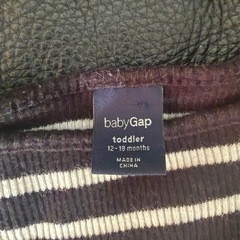 babyGap
toddler
12-18 months
MADE IN
CHINA